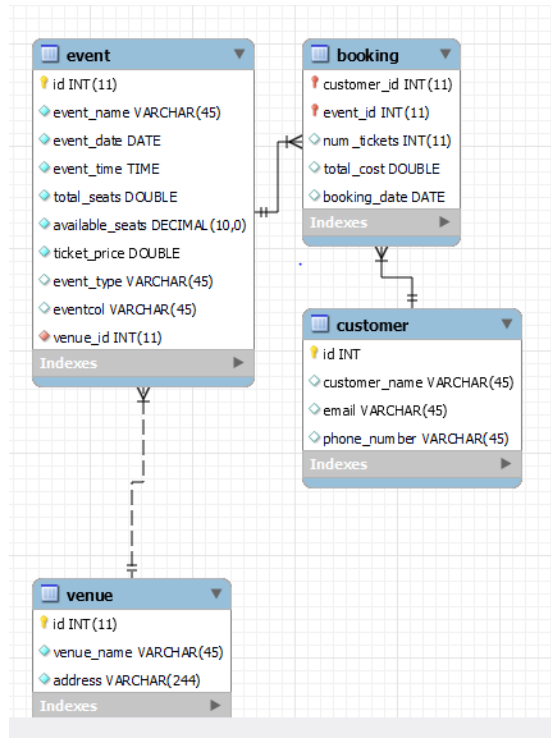 event
id INT(11)
event_name VARCHAR(45)
event_date DATE
event_time TIME
total_seats DOUBLE
available_seats DECIMAL(10,0)
ticket_price DOUBLE
event_type VARCHAR(45)
eventcol VARCHAR(45)
venue_id INT(11)
Indexes
booking
customer_id INT(11)
event_id INT(11)
num_tickets INT(11)
total_cost DOUBLE
booking_date DATE
Indexes
customer
id INT
customer_name VARCHAR(45)
email VARCHAR(45)
phone_number VARCHAR(45)
Indexes
venue
id INT(11)
venue_name VARCHAR(45)
address VARCHAR(244)
Indexes